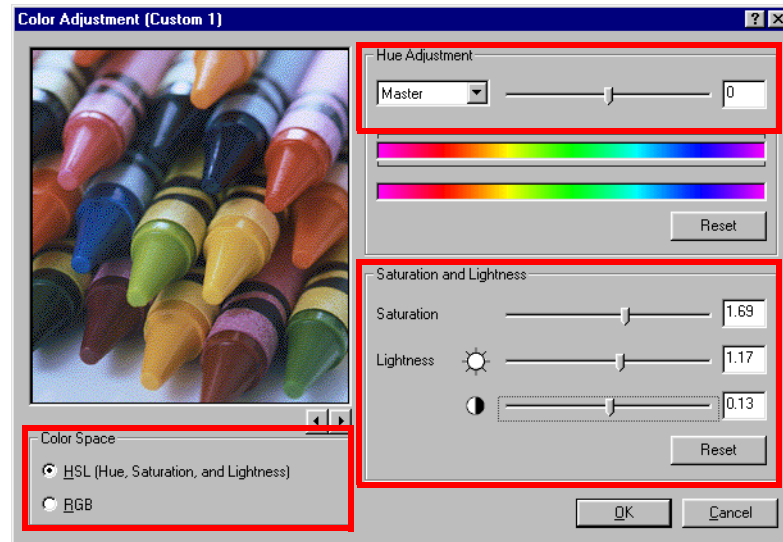 Color Adjustment (Custom 1)
Hue Adjustment
Master
0
Reset
Saturation and Lightness
Saturation
1.69
Lightness
1.17
0.13
Reset
Color Space
HSL (Hue, Saturation, and Lightness)
RGB
OK
Cancel